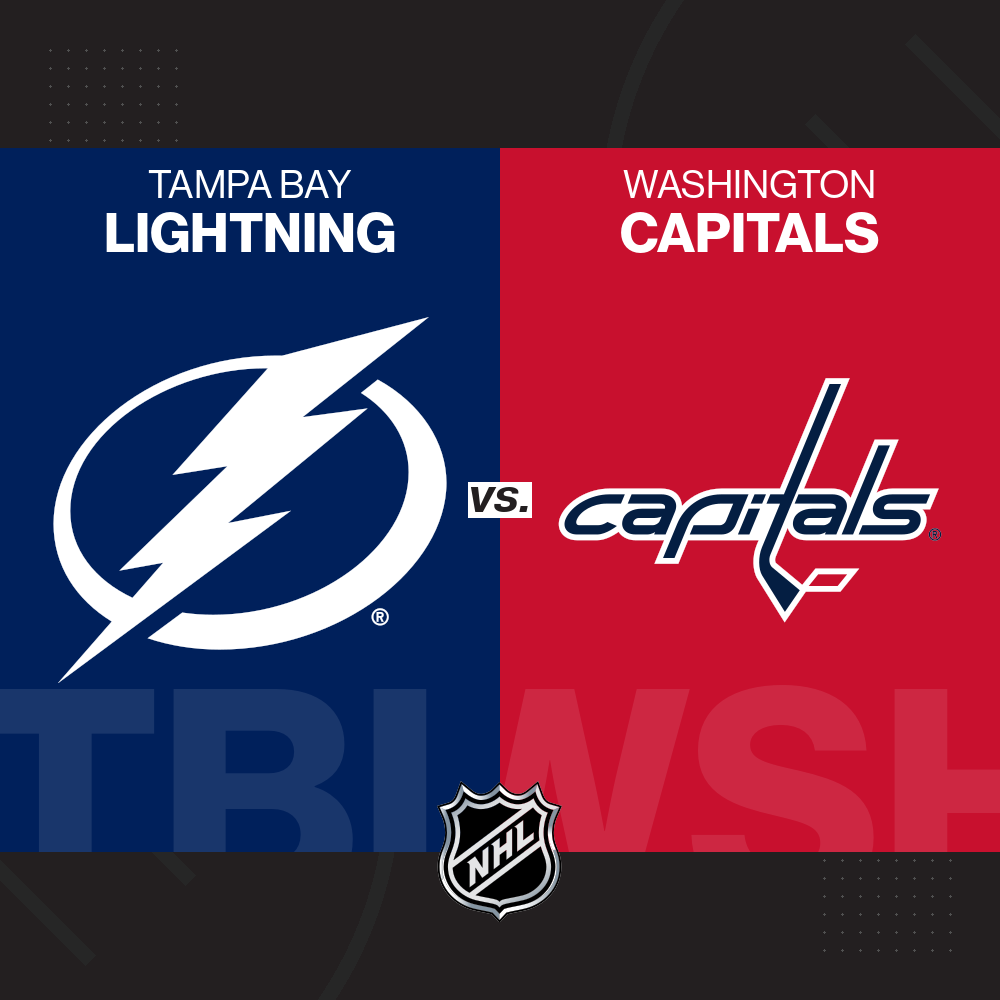 TAMPA BAY
LIGHTNING
WASHINGTON
CAPITALS
vs.
capitals
®
®
TBL
WSH
NHL